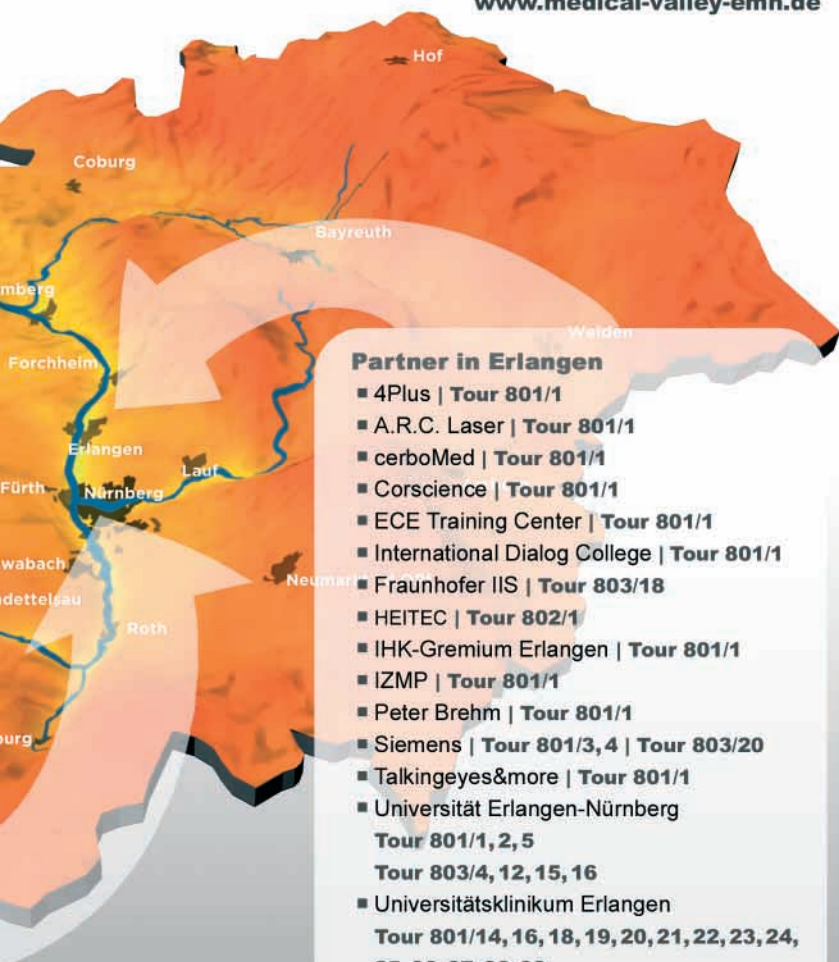 www.medical-valley-emn.de
Hof
Coburg
Bayreuth
mberg
Weiden
Forchheim
Erlangen
Lauf
Fürth
Nürnberg
wabach
Neumarkt
dettelsau
Roth
burg
Partner in Erlangen
▪ 4Plus | Tour 801/1
▪ A.R.C. Laser | Tour 801/1
▪ cerboMed | Tour 801/1
▪ Corscience | Tour 801/1
▪ ECE Training Center | Tour 801/1
▪ International Dialog College | Tour 801/1
▪ Fraunhofer IIS | Tour 803/18
▪ HEITEC | Tour 802/1
▪ IHK-Gremium Erlangen | Tour 801/1
▪ IZMP | Tour 801/1
▪ Peter Brehm | Tour 801/1
▪ Siemens | Tour 801/3, 4 | Tour 803/20
▪ Talkingeyes&more | Tour 801/1
▪ Universität Erlangen-Nürnberg
Tour 801/1, 2, 5
Tour 803/4, 12, 15, 16
▪ Universitätsklinikum Erlangen
Tour 801/14, 16, 18, 19, 20, 21, 22, 23, 24,